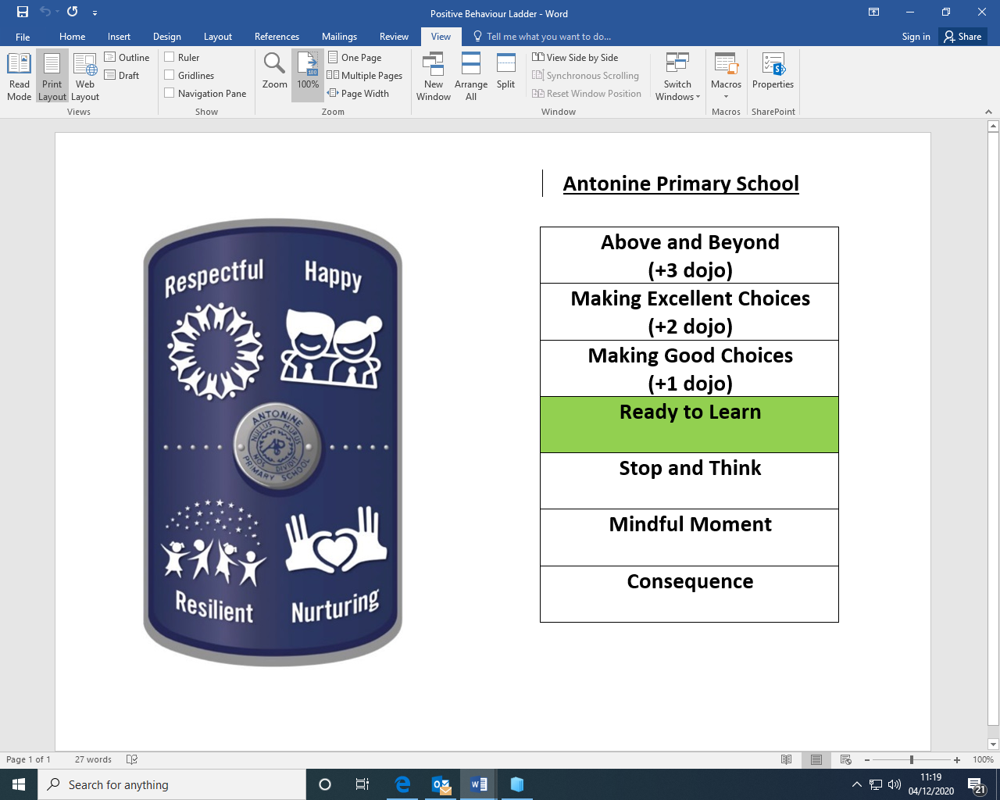 Positive Behaviour Ladder - Word
File Home Insert Design Layout References Mailings Review View Tell me what you want to do... Sign in Share
Read Mode
Print Layout
Web Layout
Outline
Draft
Views
Ruler
Gridlines
Navigation Pane
Show
Zoom
100%
One Page
Multiple Pages
Page Width
Zoom
New Window
Arrange All
Split
View Side by Side
Synchronous Scrolling
Reset Window Position
Window
Switch Windows
Macros
Macros
Properties
SharePoint
Antonine Primary School
Respectful
Happy
ANTONINE
NULLUS MURUS
AP
NOS DIVIDIT
PRIMARY SCHOOL
Resilient
Nurturing
Above and Beyond
(+3 dojo)
Making Excellent Choices
(+2 dojo)
Making Good Choices
(+1 dojo)
Ready to Learn
Stop and Think
Mindful Moment
Consequence
Page 1 of 1 27 words 100%
Search for anything
11:19
04/12/2020
21